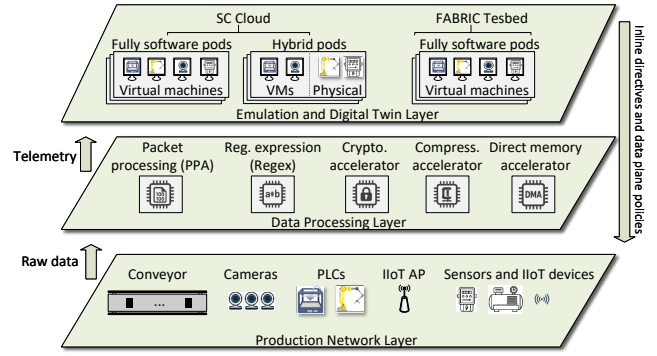 SC Cloud
FABRIC Tesbed
Fully software pods
Hybrid pods
Fully software pods
Virtual machines
VMs
Physical
Virtual machines
Emulation and Digital Twin Layer
Inline directives and data plane policies
Telemetry
Packet
processing (PPA)
Reg. expression
(Regex)
Crypto.
accelerator
Compress.
accelerator
Direct memory
accelerator
100
100
a+b
DMA
Data Processing Layer
Raw data
Conveyor
Cameras
PLCs
IIoT AP
Sensors and IIoT devices
...
Production Network Layer